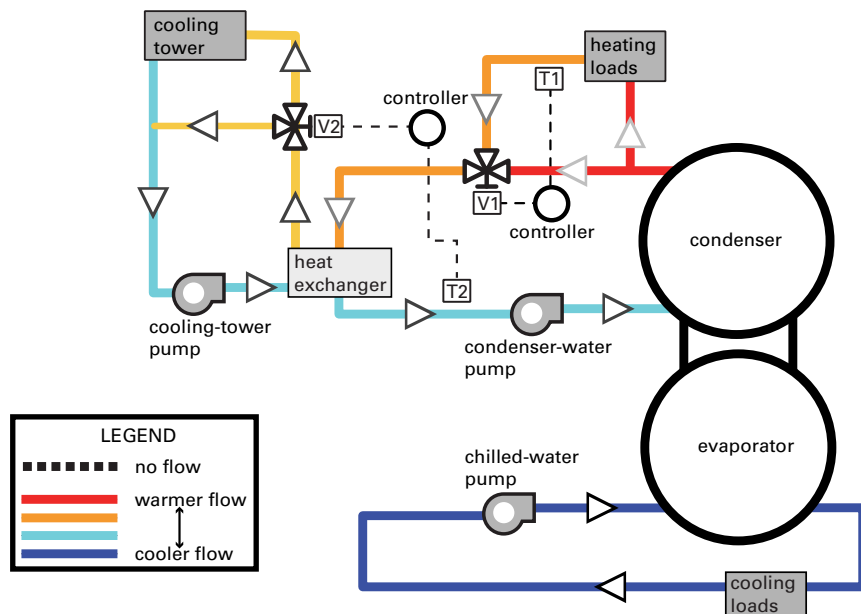 cooling
tower
heating
loads
T1
controller
V2
V1
controller
condenser
heat
exchanger
T2
cooling-tower
pump
condenser-water
pump
LEGEND
no flow
warmer flow
cooler flow
evaporator
chilled-water
pump
cooling
loads